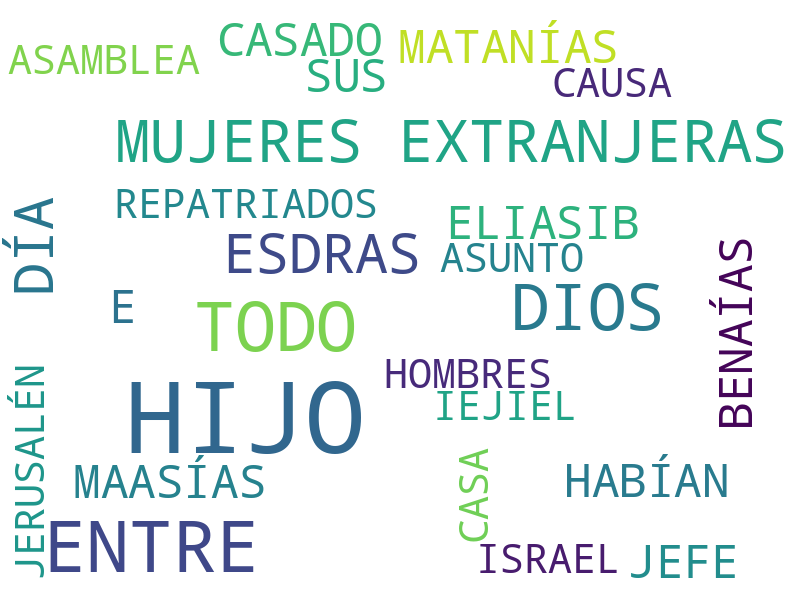 CASADO
MATANÍAS
ASAMBLEA
SUS
CAUSA
MUJERES EXTRANJERAS
REPATRIADOS
DÍA
ELIASIB
ESDRAS
ASUNTO
E
TODO
DIOS
BENAÍAS
HOMBRES
HIJO
IEJIEL
JERUSALÉN
MAASÍAS
CASA
HABÍAN
ENTRE
ISRAEL
JEFE